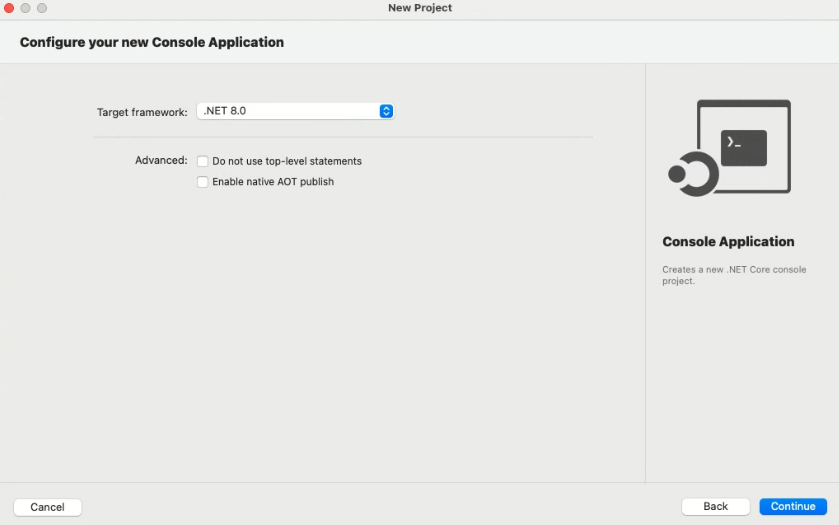 New Project
Configure your new Console Application
Target framework: .NET 8.0
Advanced: Do not use top-level statements
Enable native AOT publish
Console Application
Creates a new .NET Core console
project.
Cancel Back Continue